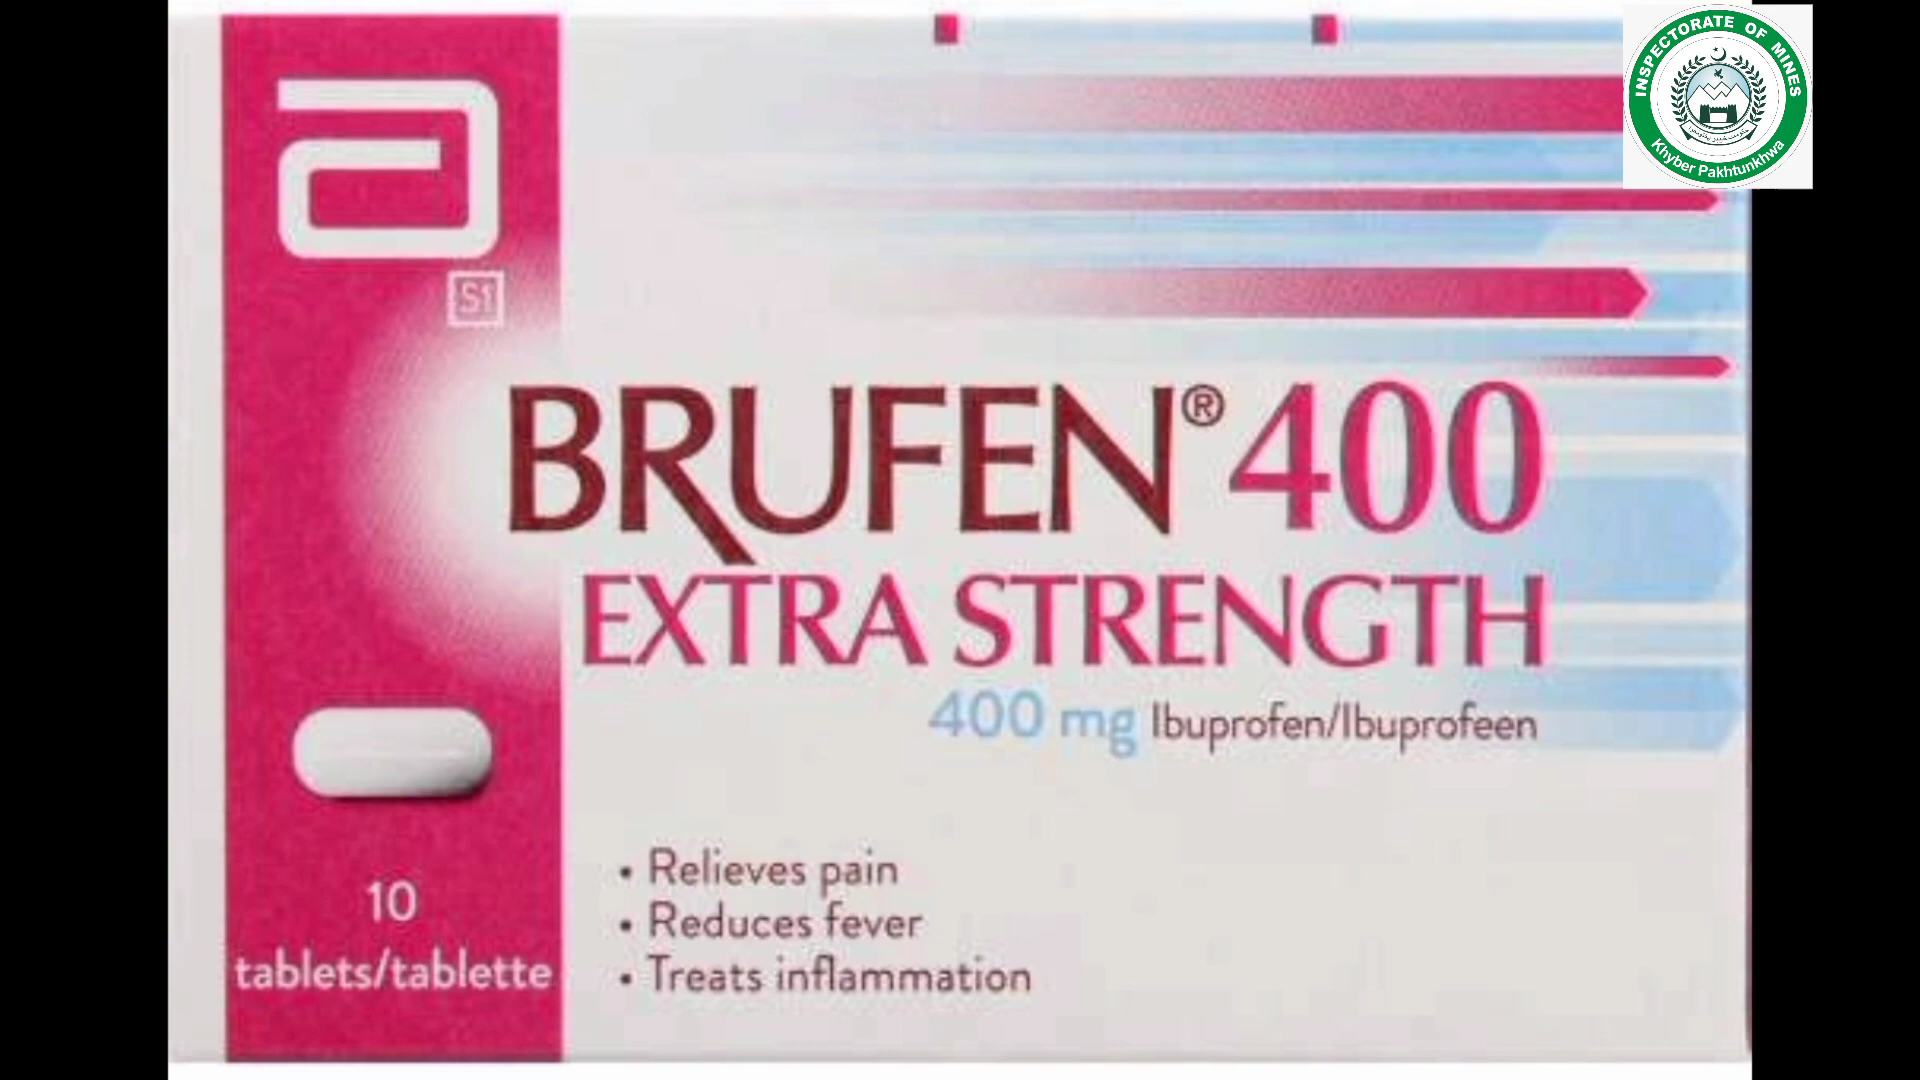 INSPECTORATE OF MINES
Khyber Pakhtunkhwa
S1
BRUFEN® 400
EXTRA STRENGTH
400 mg Ibuprofen/Ibuprofeen
10
tablets/tablette
• Relieves pain
• Reduces fever
• Treats inflammation